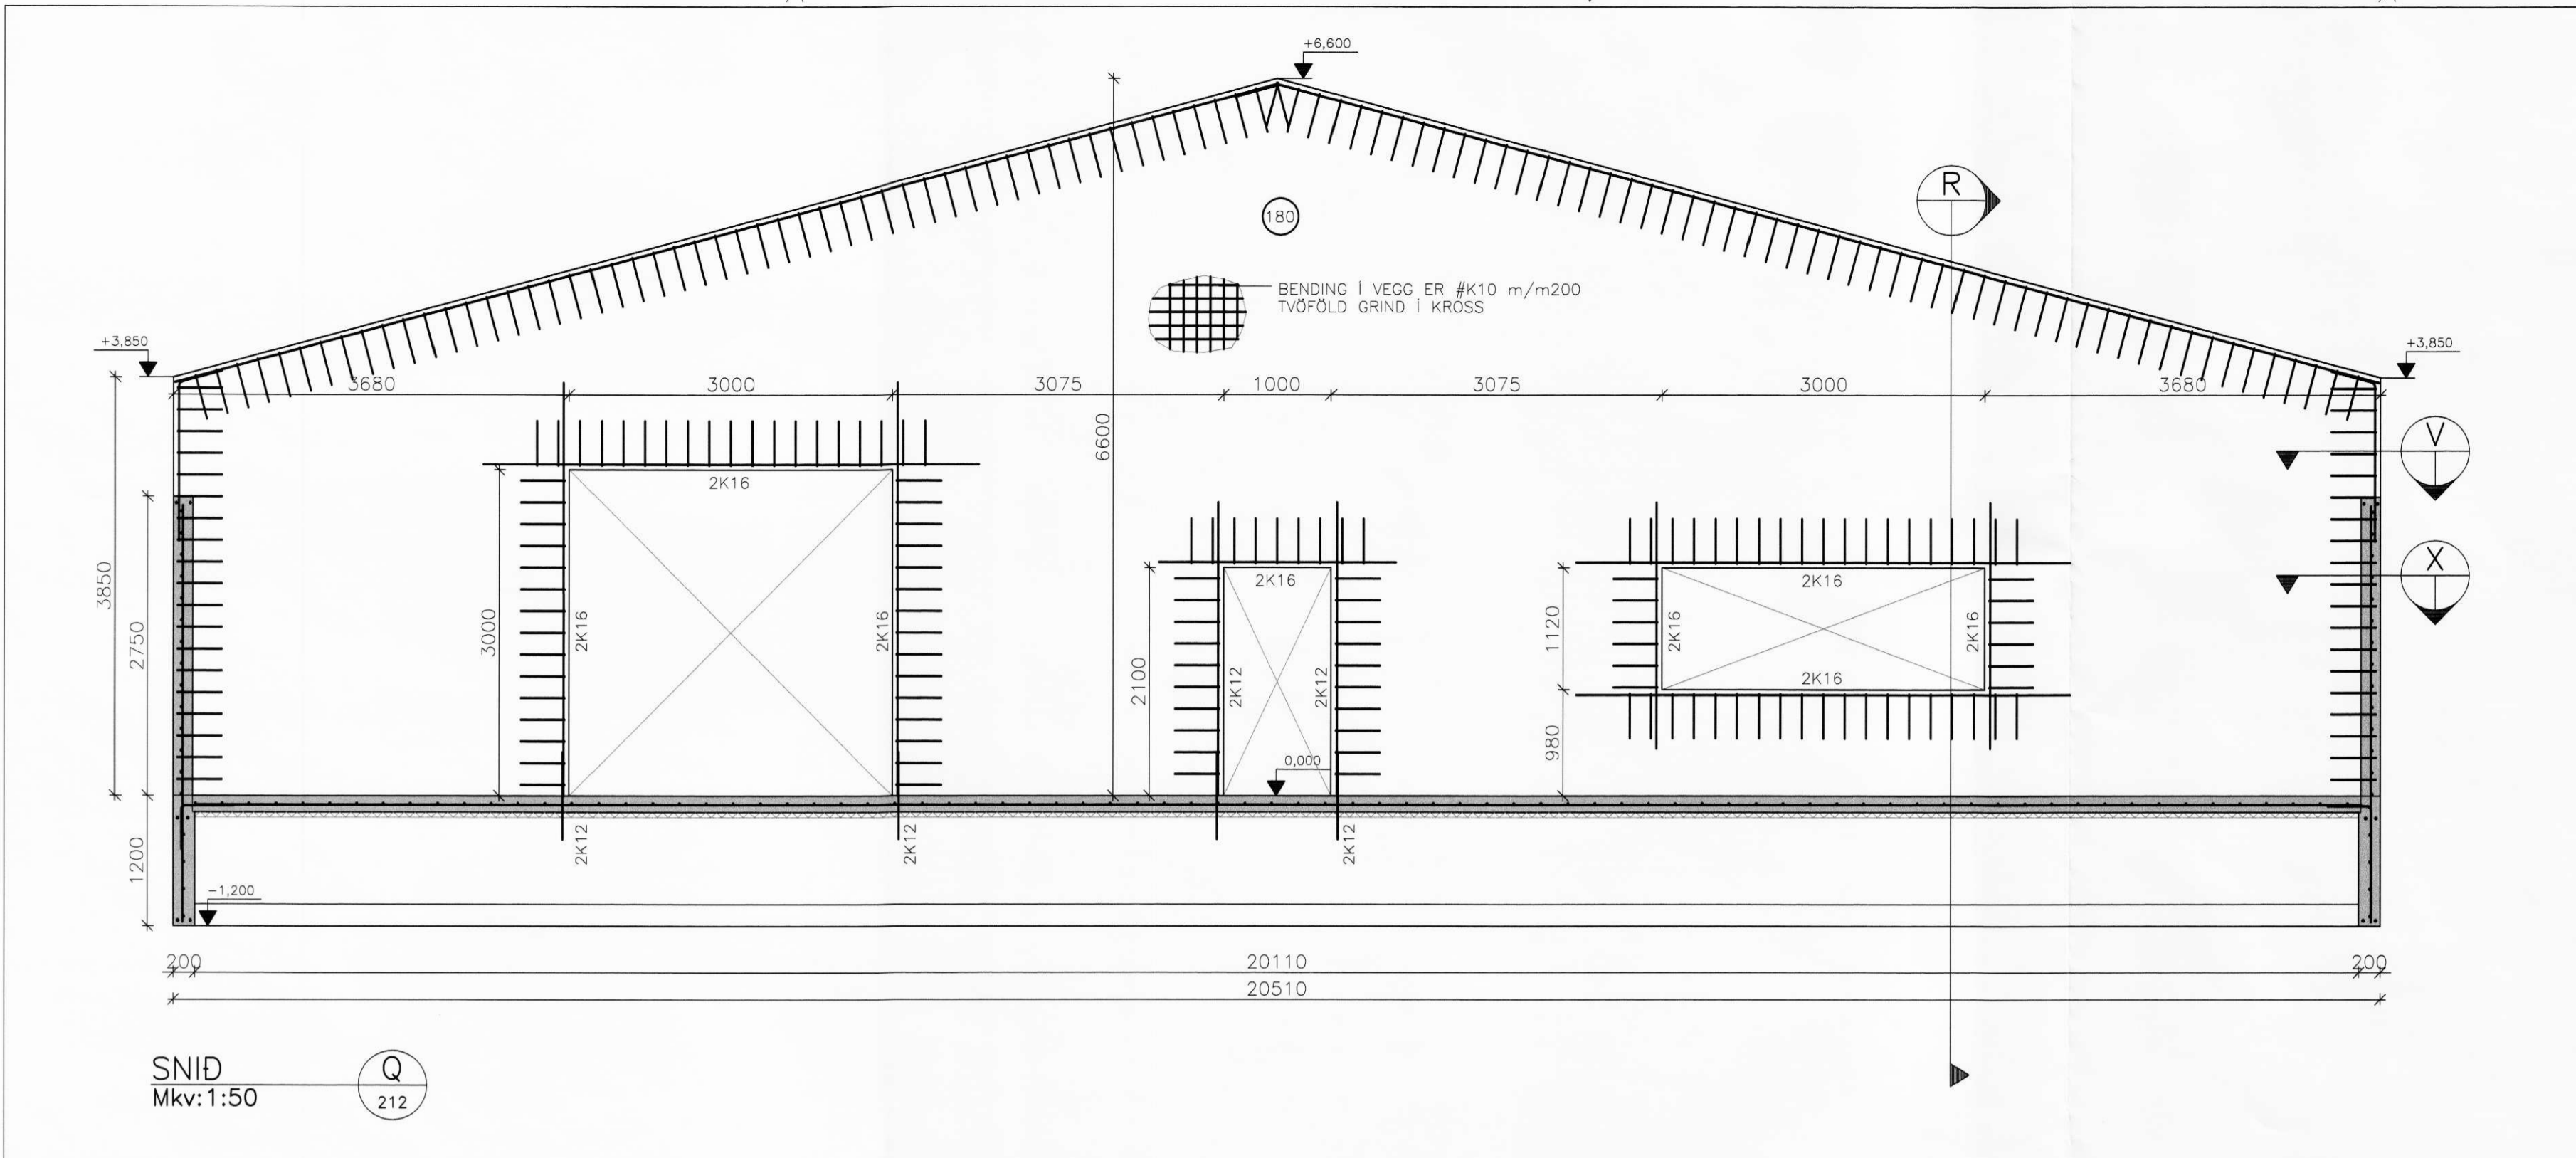 +6,600
R
180
BENDING Í VEGG ER #K10 m/m200
TVÖFÖLD GRIND Í KROSS
+3,850
+3,850
3680
3000
3075
1000
3075
3000
3680
6600
V
2K16
X
3850
2750
3000
2K16
2K16
2100
2K16
2K12
2K12
1120
2K16
2K16
2K16
2K16
980
0,000
1200
2K12
2K12
2K12
-1,200
200
20110
200
20510
SNIÐ
Mkv: 1:50
Q
212